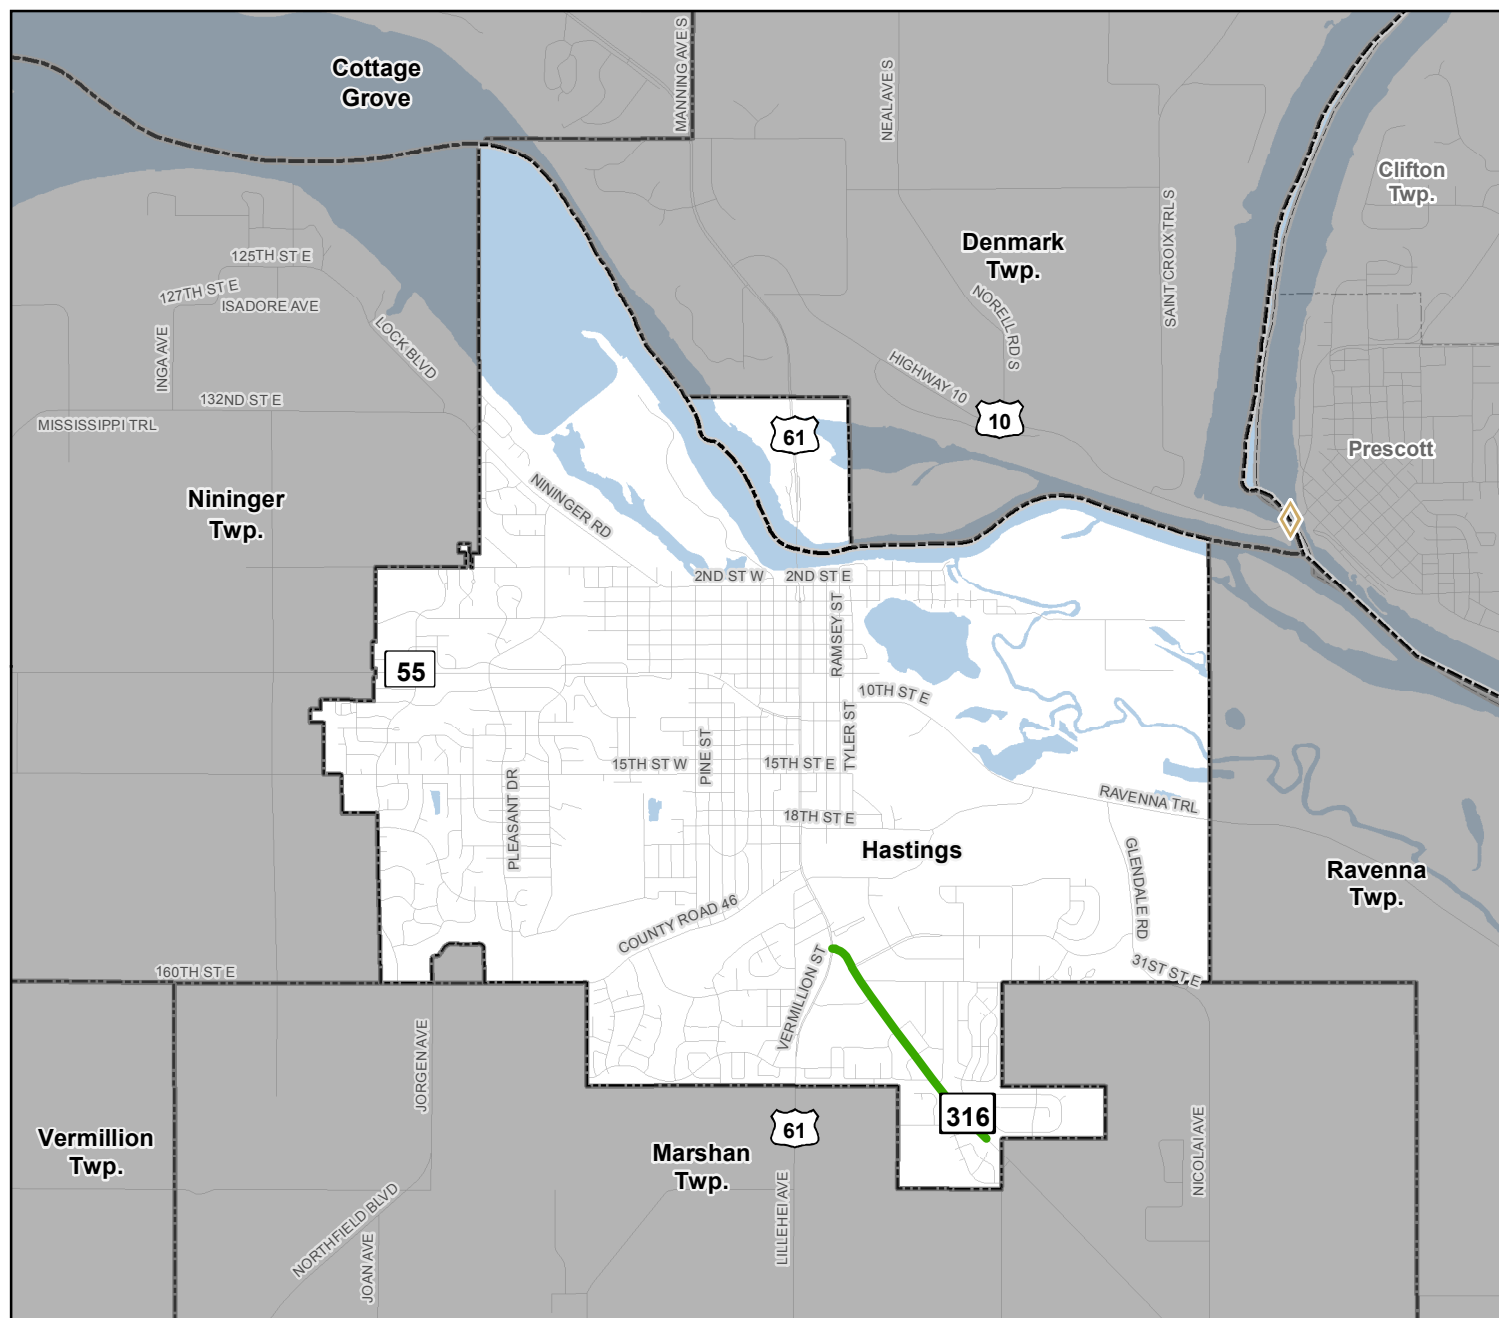 Cottage
Grove
MANNING AVE S
NEAL AVE S
Clifton
Twp.
SAINT CROIX TRL S
Denmark
Twp.
125TH ST E
127TH ST E
ISADORE AVE
NORELL RD S
INGA AVE
LOCK BLVD
HIGHWAY 10
132ND ST E
MISSISSIPPI TRL
10
61
Prescott
Nininger
Twp.
NININGER RD
2ND ST W
2ND ST E
RAMSEY ST
55
10TH ST E
TYLER ST
PINE ST
15TH ST W
15TH ST E
PLEASANT DR
RAVENNA TRL
18TH ST E
Hastings
GLENDALE RD
Ravenna
Twp.
COUNTY ROAD 46
VERMILLION ST
31ST ST E
160TH ST E
JORGEN AVE
316
61
Vermillion
Twp.
Marshan
Twp.
NICOLAI AVE
LILLEHEI AVE
NORTHFIELD BLVD
JOAN AVE